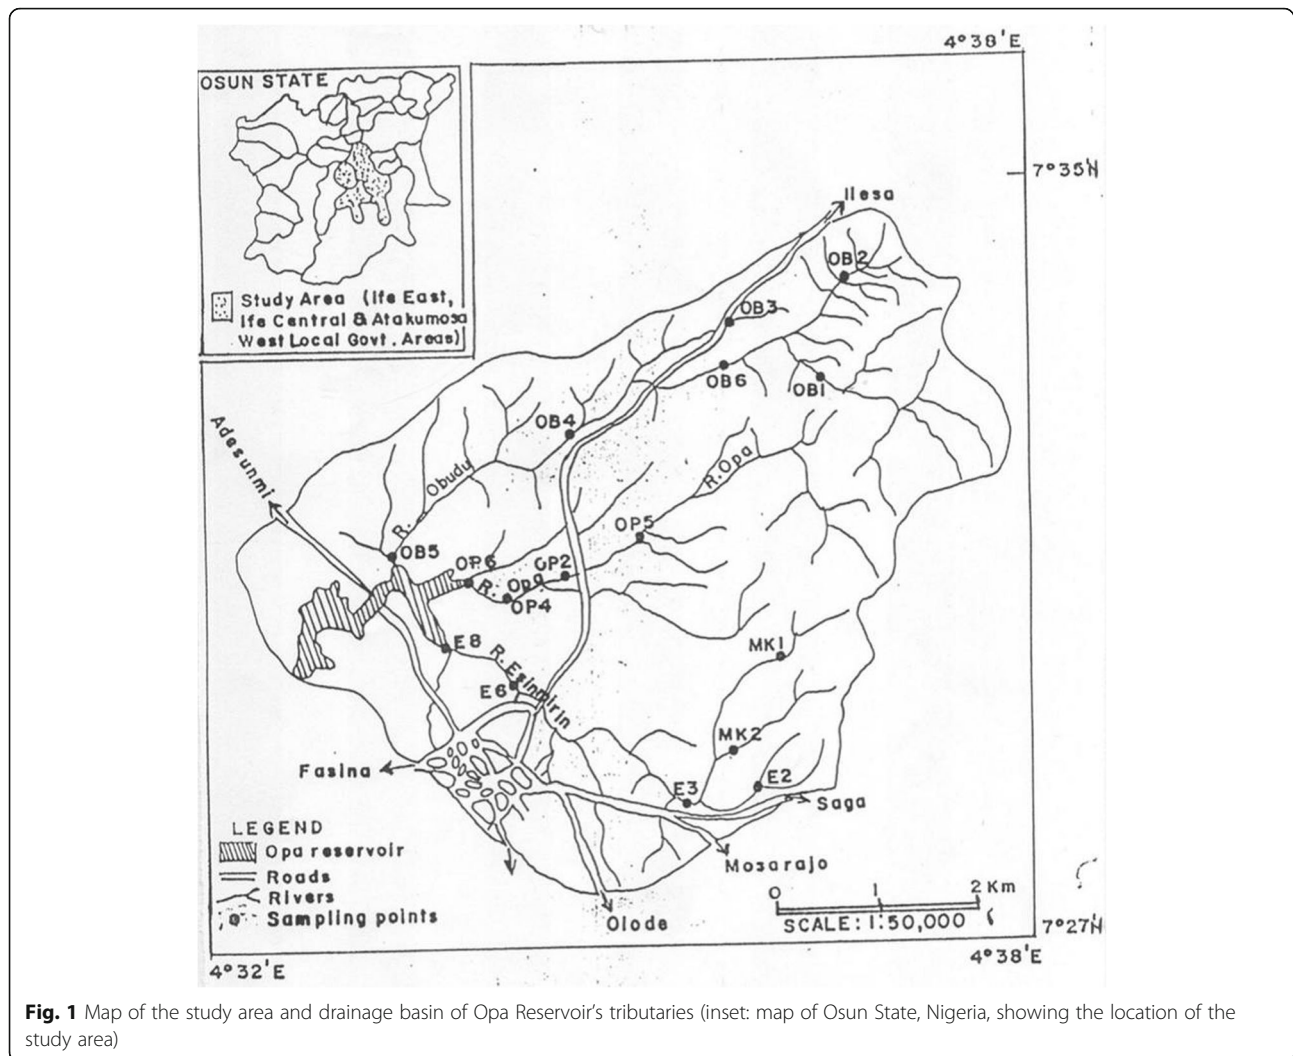 4°38'E
OSUN STATE
7°35'N
Ilesa
Study Area (Ife East,
Ife Central & Atakumosa
West Local Govt. Areas)
OB2
OB3
OB6
OB1
Adesunmi
OB4
R. Obudu
R. Opa
OP5
OB5
OP6
OP2
R. Opa
OP4
E8
R. Esinmirin
MK1
E6
MK2
Fasina
E3
E2
Saga
LEGEND
Opa reservoir
Roads
Rivers
Sampling points
Mosarajo
0 1 2 Km
SCALE: 1:50,000
Olode
7°27'N
4°32'E
4°38'E
Fig. 1 Map of the study area and drainage basin of Opa Reservoir's tributaries (inset: map of Osun State, Nigeria, showing the location of the
study area)